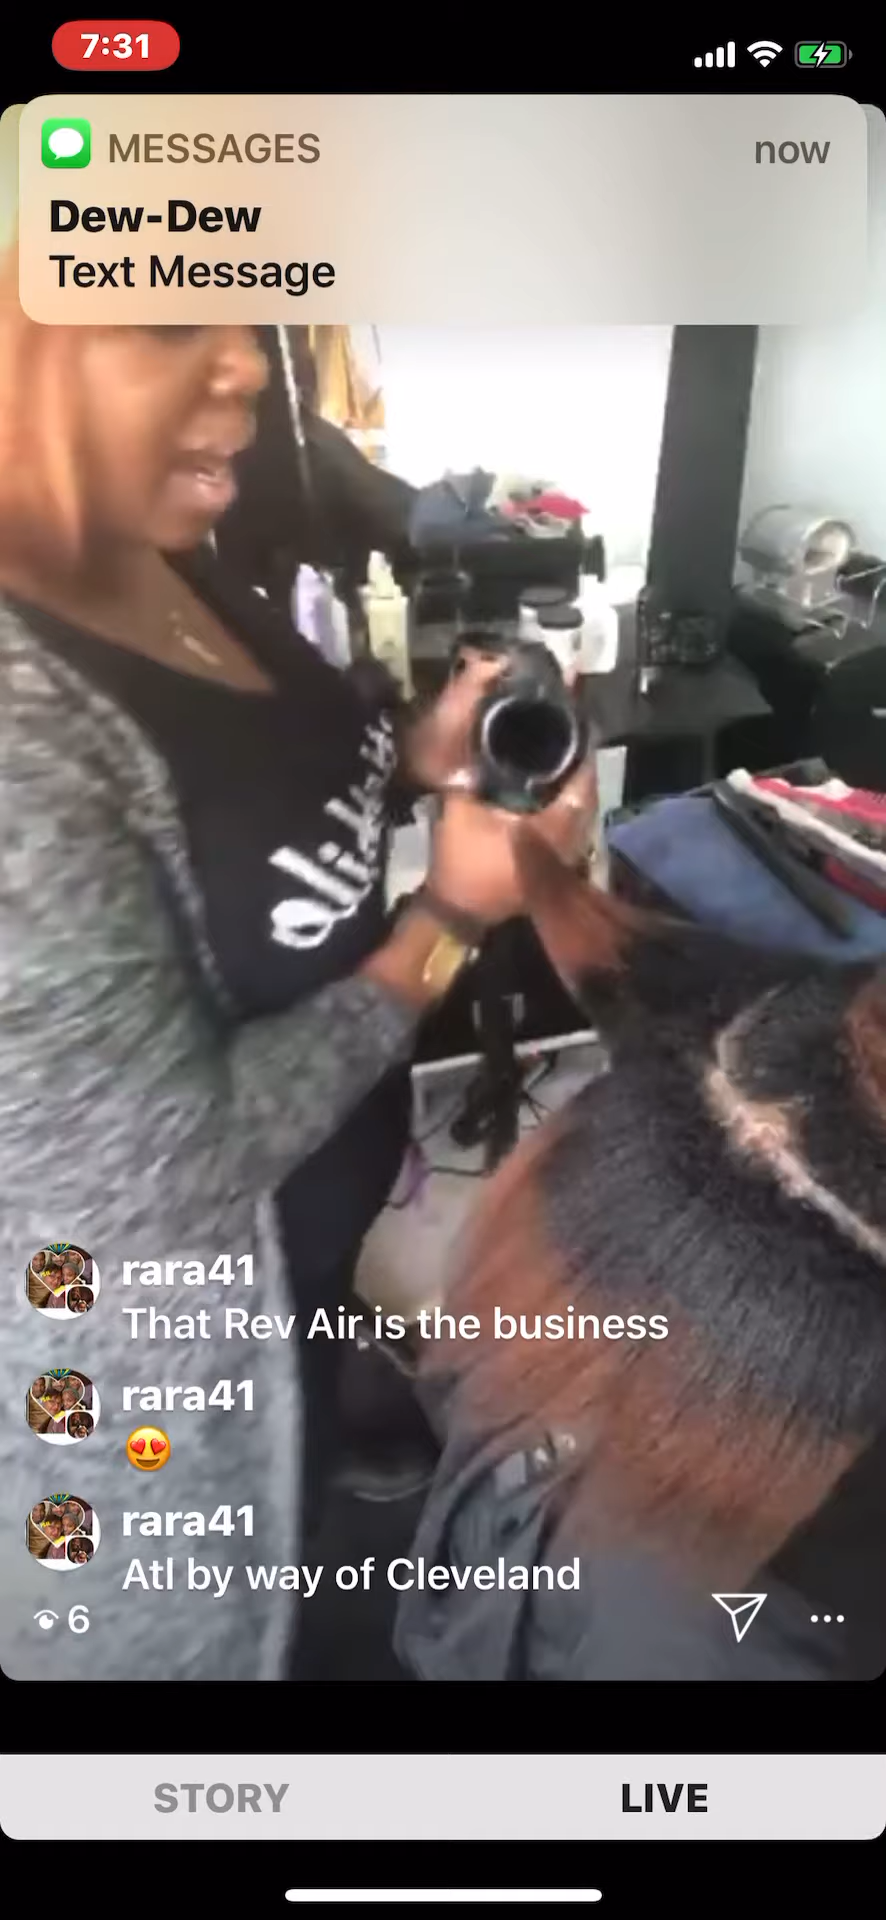 7:31
MESSAGES
now
Dew-Dew
Text Message
rara41
That Rev Air is the business
rara41
😍
rara41
Atl by way of Cleveland
6
STORY
LIVE